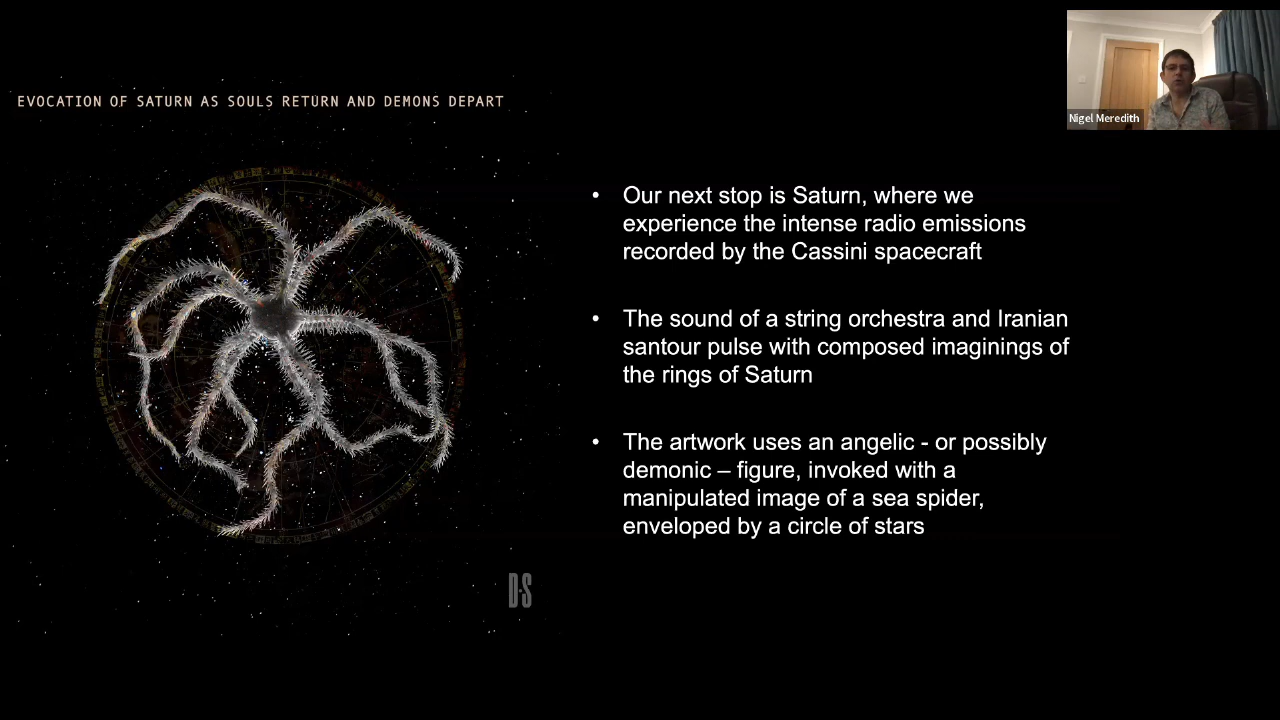 EVOCATION OF SATURN AS SOULS RETURN AND DEMONS DEPART
Nigel Meredith
• Our next stop is Saturn, where we
experience the intense radio emissions
recorded by the Cassini spacecraft
• The sound of a string orchestra and Iranian
santour pulse with composed imaginings of
the rings of Saturn
• The artwork uses an angelic - or possibly
demonic – figure, invoked with a
manipulated image of a sea spider,
enveloped by a circle of stars
D·S